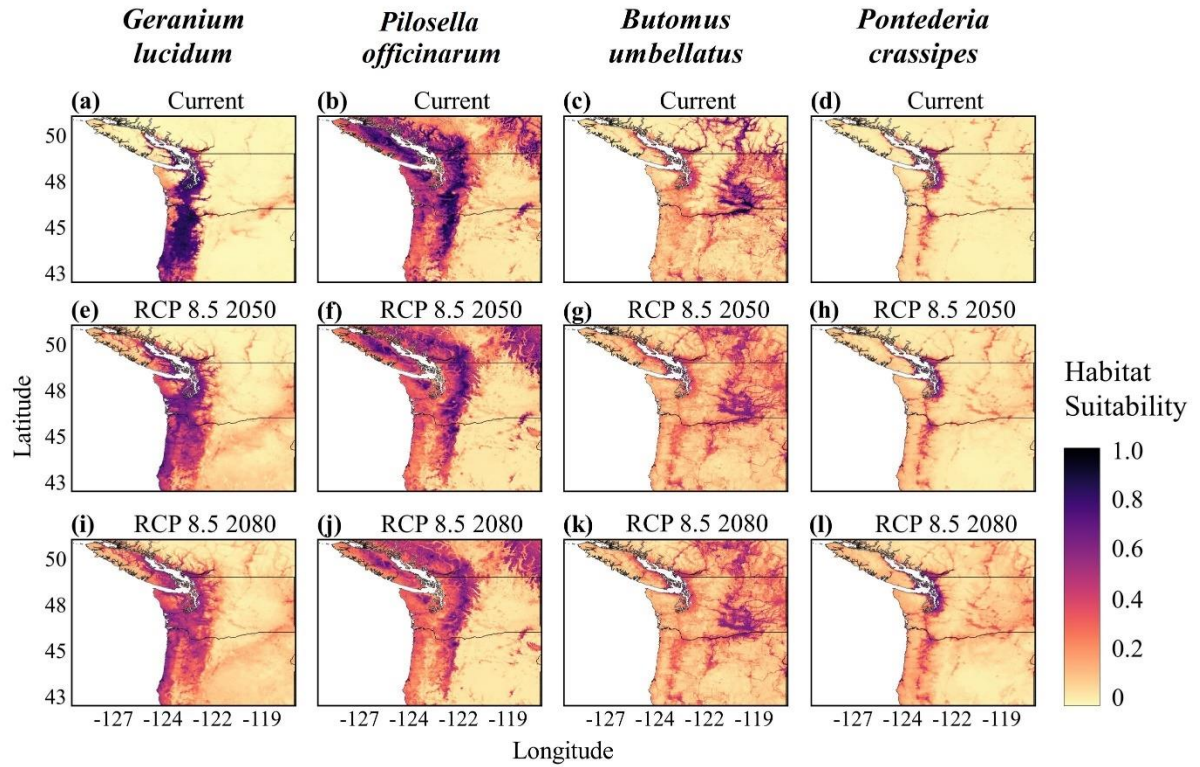 Geranium lucidum
Pilosella officinarum
Butomus umbellatus
Pontederia crassipes
(a) Current
(b) Current
(c) Current
(d) Current
50
48
45
43
(e) RCP 8.5 2050
(f) RCP 8.5 2050
(g) RCP 8.5 2050
(h) RCP 8.5 2050
50
48
45
43
Latitude
(i) RCP 8.5 2080
(j) RCP 8.5 2080
(k) RCP 8.5 2080
(l) RCP 8.5 2080
50
48
45
43
-127 -124 -122 -119
-127 -124 -122 -119
-127 -124 -122 -119
-127 -124 -122 -119
Longitude
Habitat
Suitability
1.0
0.8
0.6
0.4
0.2
0